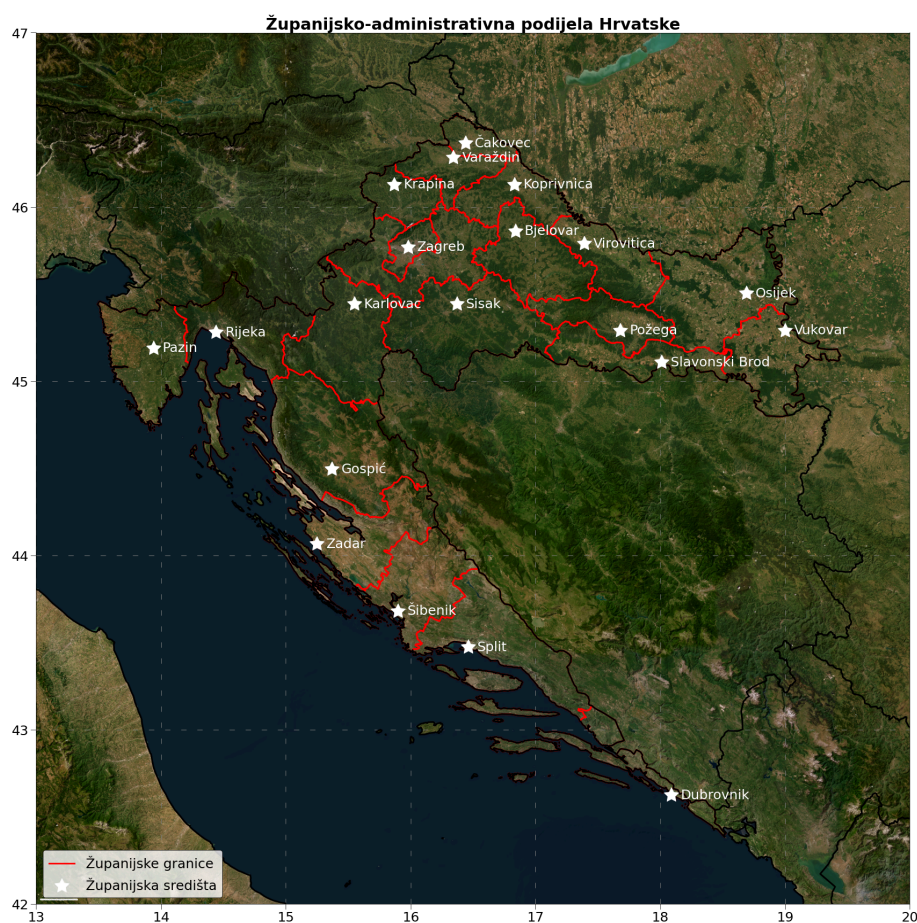 Županijsko-administrativna podijela Hrvatske
47
Čakovec
Varaždin
Krapina
Koprivnica
46
Bjelovar
Zagreb
Virovitica
Osijek
Karlovac
Sisak
Rijeka
Požega
Vukovar
Pazin
Slavonski Brod
45
Gospić
44
Zadar
Šibenik
Split
43
Dubrovnik
Županijske granice
Županijska središta
42
13 14 15 16 17 18 19 20